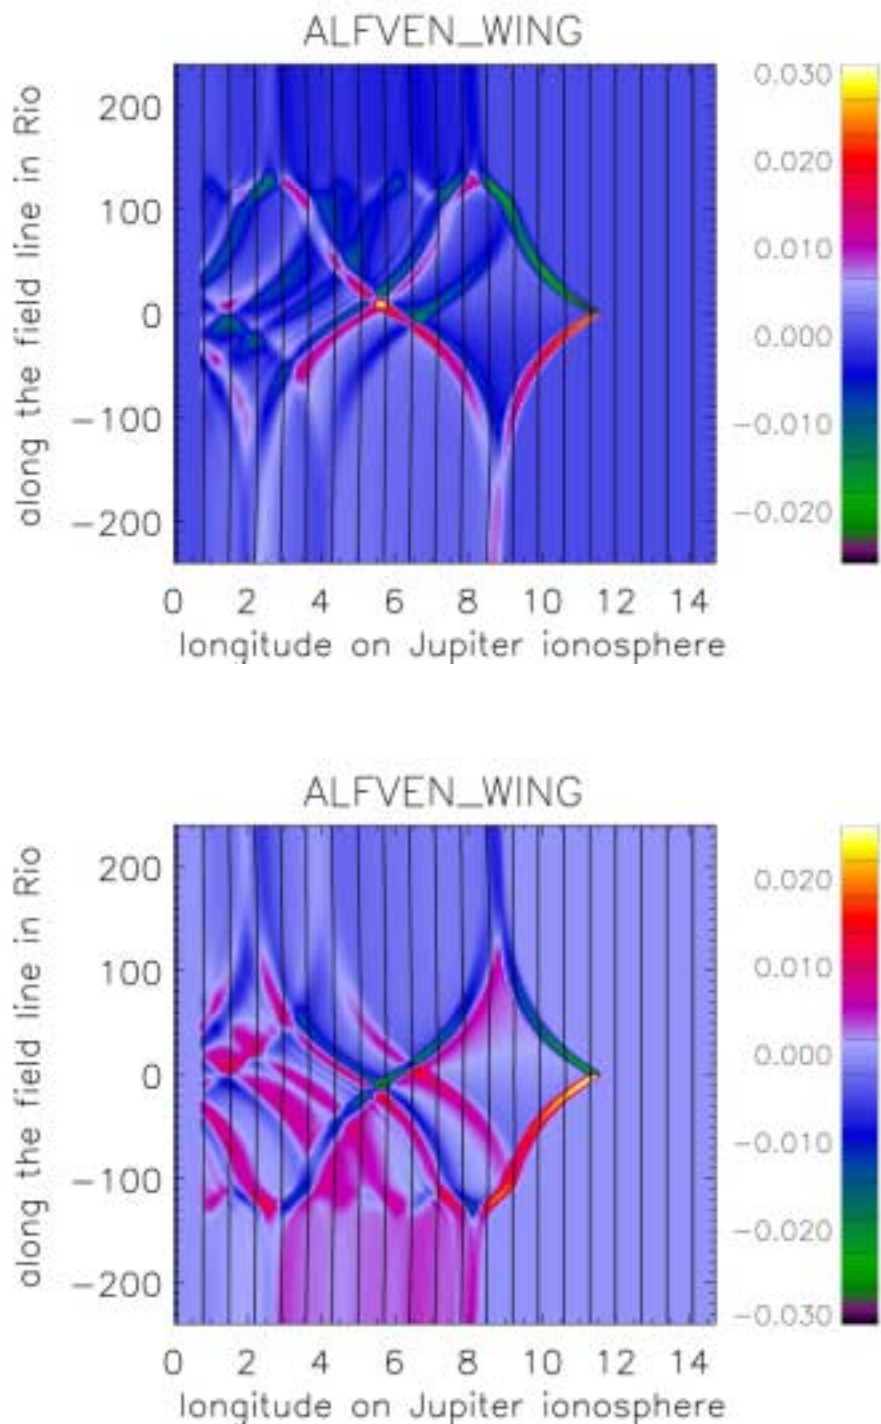 ALFVEN_WING
along the field line in Rio
200
100
0
-100
-200
0 2 4 6 8 10 12 14
longitude on Jupiter ionosphere
0.030
0.020
0.010
0.000
-0.010
-0.020
ALFVEN_WING
along the field line in Rio
200
100
0
-100
-200
0 2 4 6 8 10 12 14
longitude on Jupiter ionosphere
0.020
0.010
0.000
-0.010
-0.020
-0.030